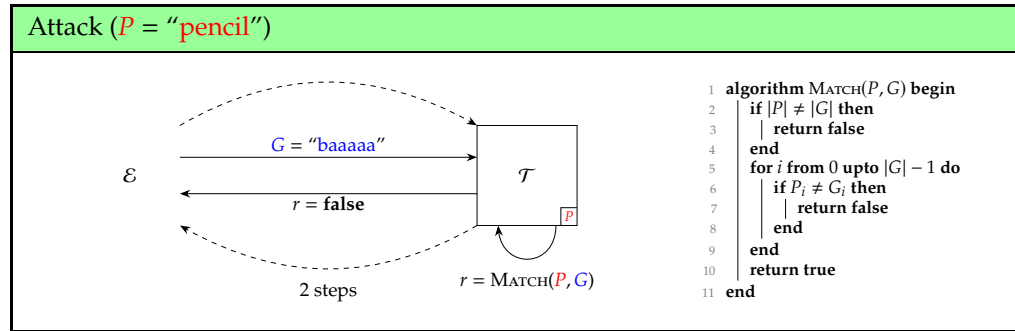 Attack (P = “pencil”)
G = “baaaaa”
ℰ
𝒯
r = false
P
2 steps
r = Match(P, G)
1 algorithm Match(P, G) begin
2 if |P| ≠ |G| then
3 return false
4 end
5 for i from 0 upto |G| − 1 do
6 if Pᵢ ≠ Gᵢ then
7 return false
8 end
9 end
10 return true
11 end